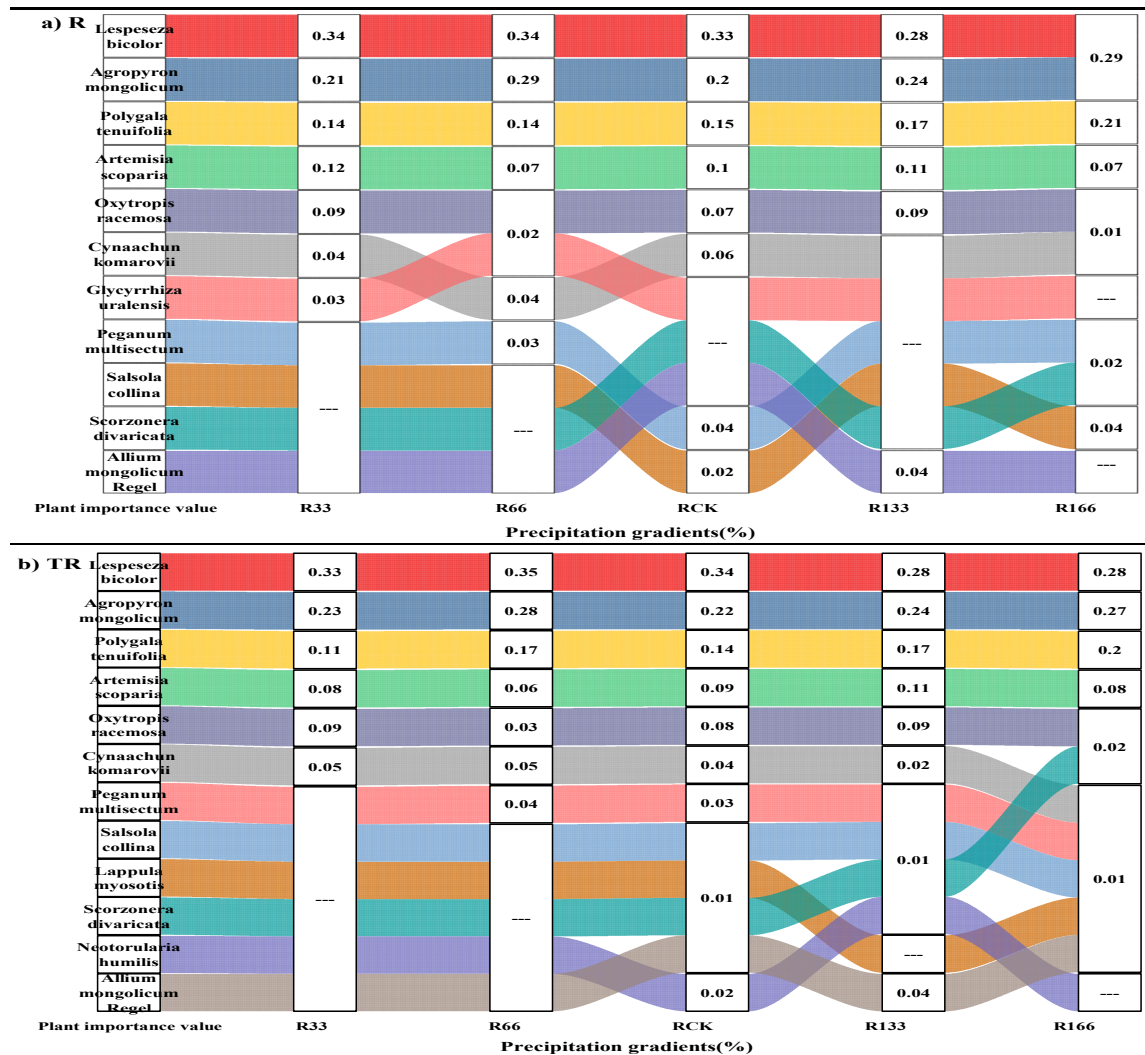 a) R
Lespeseza
bicolor
0.34
0.34
0.33
0.28
0.29
Agropyron
mongolicum
0.21
0.29
0.2
0.24
Polygala
tenuifolia
0.14
0.14
0.15
0.17
0.21
Artemisia
scoparia
0.12
0.07
0.1
0.11
0.07
Oxytropis
racemosa
0.09
0.02
0.07
0.09
0.01
Cynaachun
komarovii
0.04
0.06
Glycyrrhiza
uralensis
0.03
0.04
---
---
---
Peganum
multisectum
0.03
0.02
Salsola
collina
---
Scorzonera
divaricata
---
0.04
0.04
Allium
mongolicum
Regel
0.02
0.04
---
Plant importance value
R33
R66
RCK
R133
R166
Precipitation gradients(%)
b) TR
Lespeseza
bicolor
0.33
0.35
0.34
0.28
0.28
Agropyron
mongolicum
0.23
0.28
0.22
0.24
0.27
Polygala
tenuifolia
0.11
0.17
0.14
0.17
0.2
Artemisia
scoparia
0.08
0.06
0.09
0.11
0.08
Oxytropis
racemosa
0.09
0.03
0.08
0.09
0.02
Cynaachun
komarovii
0.05
0.05
0.04
0.02
Peganum
multisectum
0.04
0.03
Salsola
collina
0.01
Lappula
myosotis
---
0.01
0.01
Scorzonera
divaricata
---
Neotorularia
humilis
---
Allium
mongolicum
Regel
0.02
0.04
---
Plant importance value
R33
R66
RCK
R133
R166
Precipitation gradients(%)